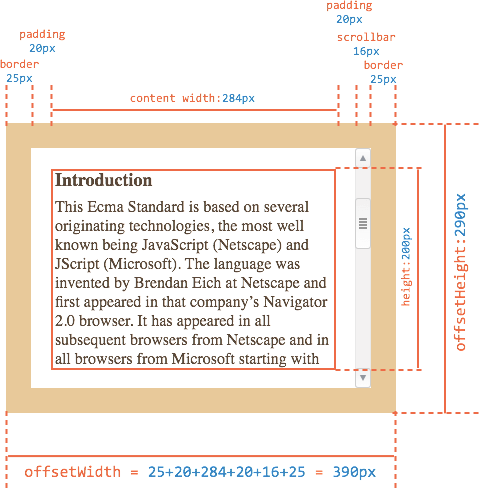 padding
20px
padding
20px
scrollbar
16px
border
25px
border
25px
content width:284px
Introduction
This Ecma Standard is based on several
originating technologies, the most well
known being JavaScript (Netscape) and
JScript (Microsoft). The language was
invented by Brendan Eich at Netscape and
first appeared in that company’s Navigator
2.0 browser. It has appeared in all
subsequent browsers from Netscape and in
all browsers from Microsoft starting with
height:200px
offsetHeight:290px
offsetWidth = 25+20+284+20+16+25 = 390px